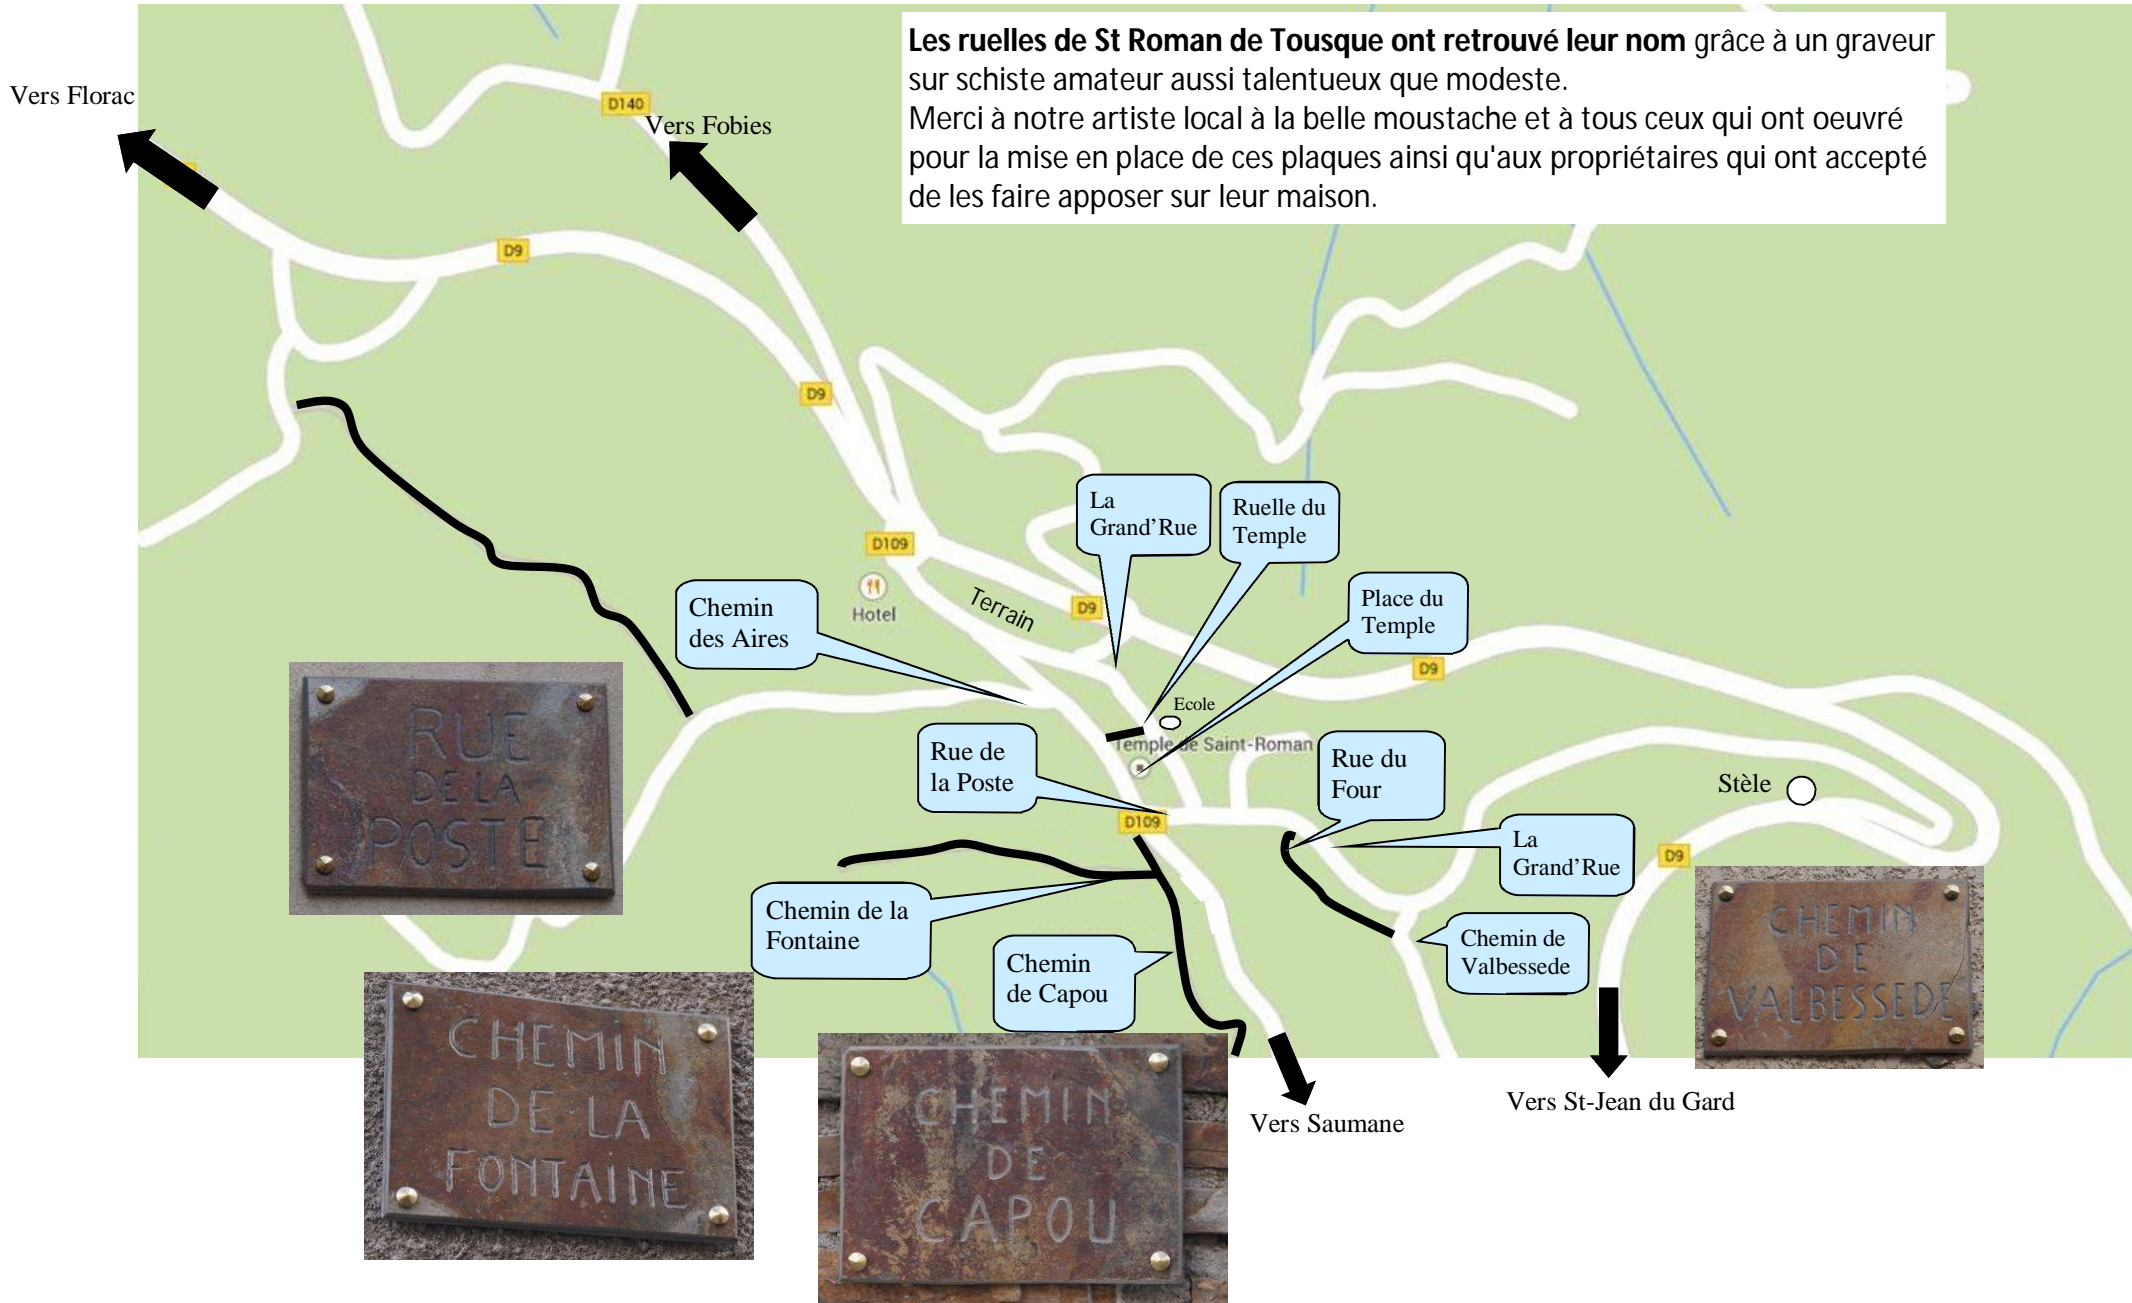 Les ruelles de St Roman de Tousque ont retrouvé leur nom grâce à un graveur
sur schiste amateur aussi talentueux que modeste.
Merci à notre artiste local à la belle moustache et à tous ceux qui ont oeuvré
pour la mise en place de ces plaques ainsi qu'aux propriétaires qui ont accepté
de les faire apposer sur leur maison.
Vers Florac
D140
Vers Fobies
D9
D9
La
Grand'Rue
Ruelle du
Temple
D109
Hotel
Terrain
D9
Chemin
des Aires
Place du
Temple
D9
Ecole
Temple de Saint-Roman
Rue de
la Poste
Rue du
Four
Stèle
D109
La
Grand'Rue
D9
Chemin de la
Fontaine
Chemin
de Capou
Chemin de
Valbessede
RUE
DE LA
POSTE
CHEMIN
DE
VALBESSEDE
CHEMIN
DE LA
FONTAINE
CHEMIN
DE
CAPOU
Vers Saumane
Vers St-Jean du Gard